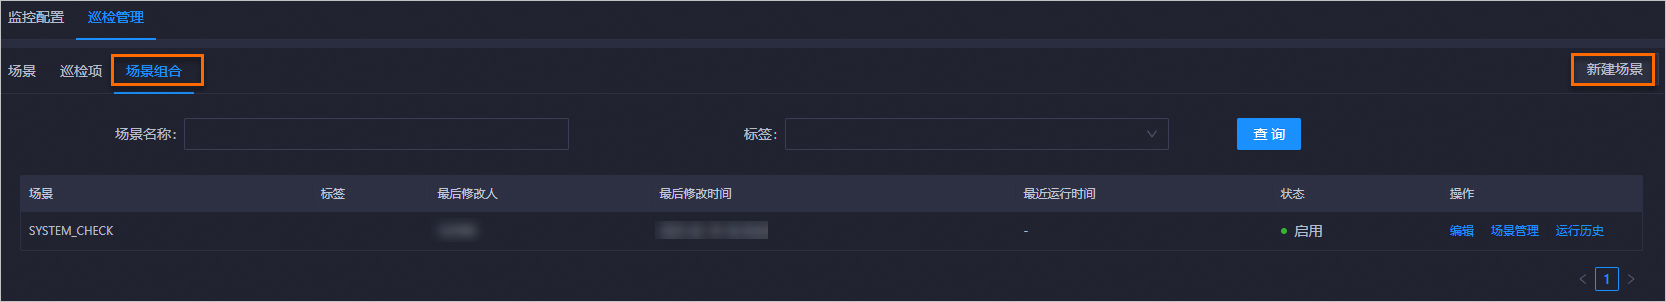 监控配置 巡检管理
场景 巡检项 场景组合 新建场景
场景名称: 标签: 查 询
场景 标签 最后修改人 最后修改时间 最近运行时间 状态 操作
SYSTEM_CHECK - 启用 编辑 场景管理 运行历史
< 1 >